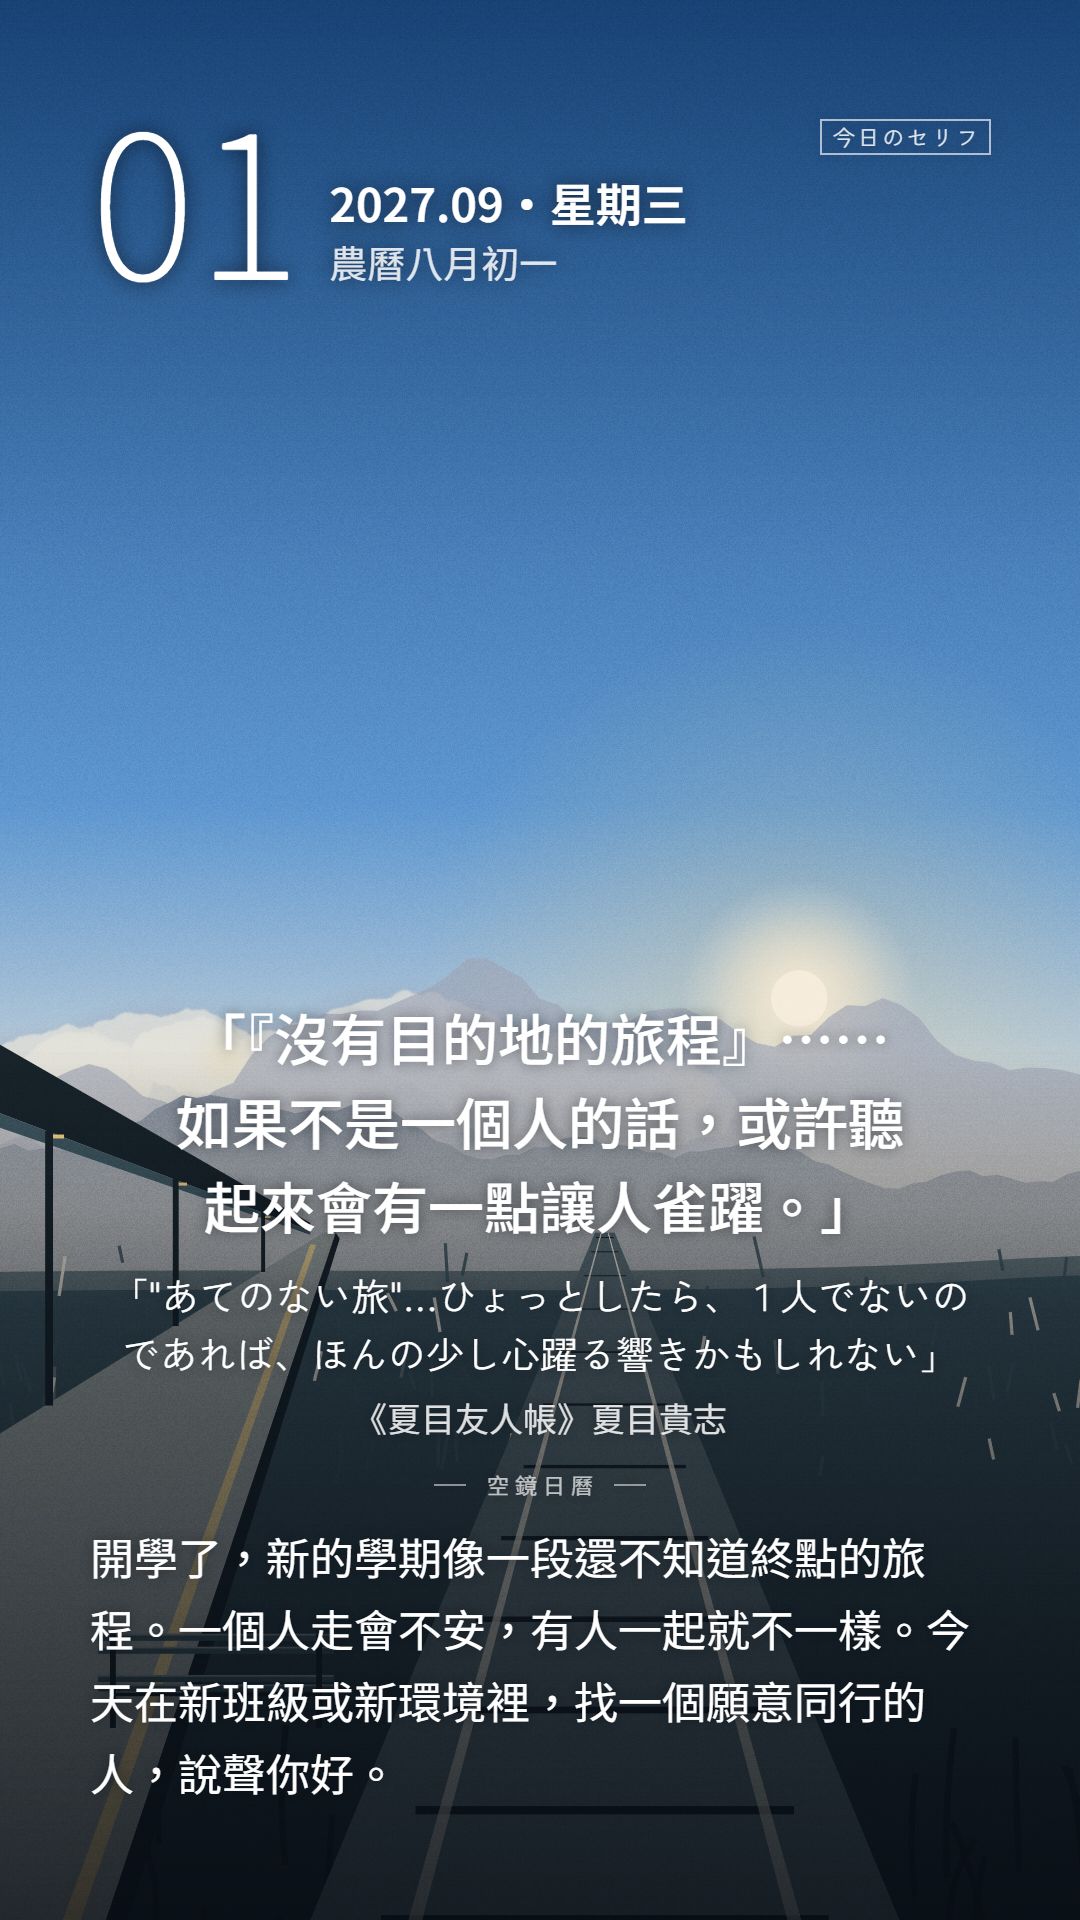 01
今日のセリフ
2027.09•星期三
農曆八月初一
「『沒有目的地的旅程』……
如果不是一個人的話，或許聽
起來會有一點讓人雀躍。」
「"あてのない旅"...ひょっとしたら、１人でないの
であれば、ほんの少し心躍る響きかもしれない」
《夏目友人帳》夏目貴志
— 空鏡日曆 —
開學了，新的學期像一段還不知道終點的旅
程。一個人走會不安，有人一起就不一樣。今
天在新班級或新環境裡，找一個願意同行的
人，說聲你好。